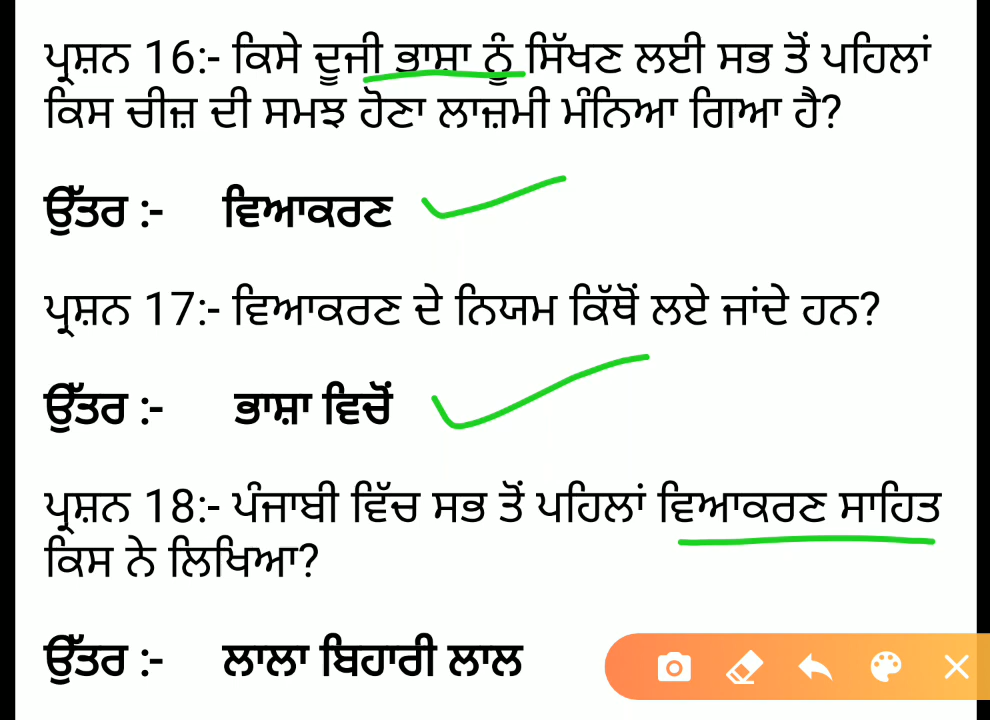 ਪ੍ਰਸ਼ਨ 16:- ਕਿਸੇ ਦੂਜੀ ਭਾਸ਼ਾ ਨੂੰ ਸਿੱਖਣ ਲਈ ਸਭ ਤੋਂ ਪਹਿਲਾਂ
ਕਿਸ ਚੀਜ਼ ਦੀ ਸਮਝ ਹੋਣਾ ਲਾਜ਼ਮੀ ਮੰਨਿਆ ਗਿਆ ਹੈ?
ਉੱਤਰ :- ਵਿਆਕਰਣ
ਪ੍ਰਸ਼ਨ 17:- ਵਿਆਕਰਣ ਦੇ ਨਿਯਮ ਕਿੱਥੋਂ ਲਏ ਜਾਂਦੇ ਹਨ?
ਉੱਤਰ :- ਭਾਸ਼ਾ ਵਿਚੋਂ
ਪ੍ਰਸ਼ਨ 18:- ਪੰਜਾਬੀ ਵਿੱਚ ਸਭ ਤੋਂ ਪਹਿਲਾਂ ਵਿਆਕਰਣ ਸਾਹਿਤ
ਕਿਸ ਨੇ ਲਿਖਿਆ?
ਉੱਤਰ :- ਲਾਲਾ ਬਿਹਾਰੀ ਲਾਲ